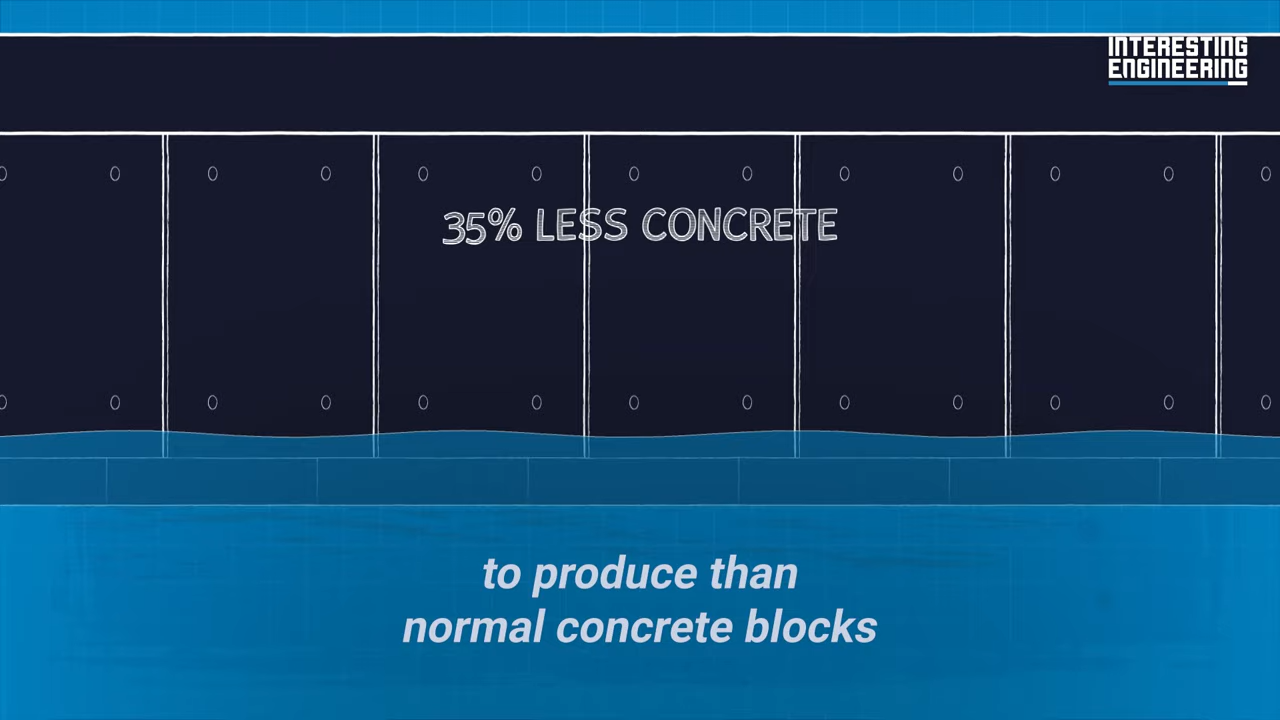 INTERESTING
ENGINEERING
35% LESS CONCRETE
to produce than
normal concrete blocks